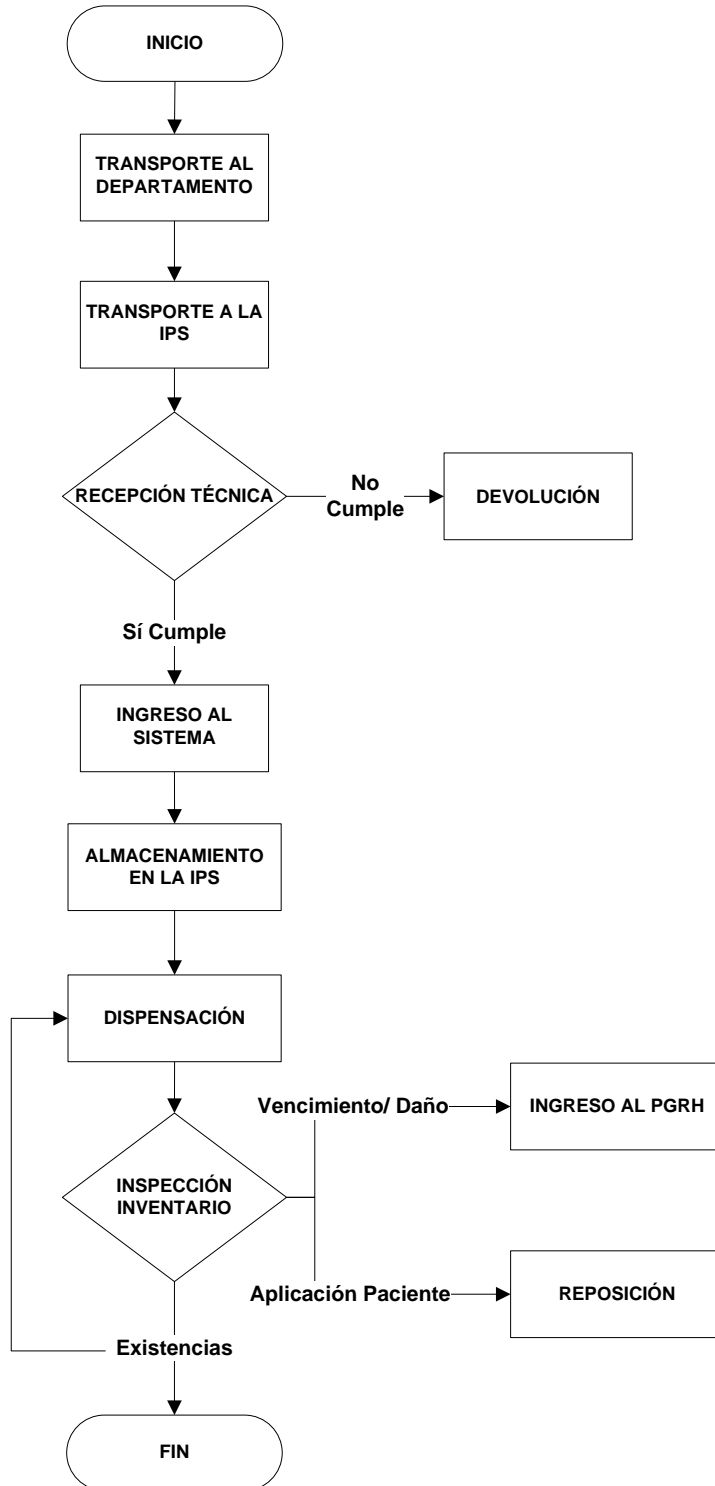 INICIO
TRANSPORTE AL
DEPARTAMENTO
TRANSPORTE A LA
IPS
RECEPCIÓN TÉCNICA
No
Cumple
DEVOLUCIÓN
Sí Cumple
INGRESO AL
SISTEMA
ALMACENAMIENTO
EN LA IPS
DISPENSACIÓN
Vencimiento/ Daño
INGRESO AL PGRH
INSPECCIÓN
INVENTARIO
Aplicación Paciente
REPOSICIÓN
Existencias
FIN